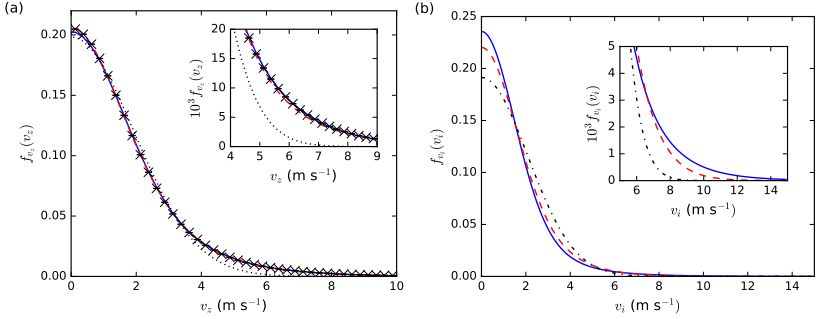 (a)
0.20
0.15
0.10
0.05
0.00
f_{v_z}(v_z)
0 2 4 6 8 10
v_z (m s⁻¹)
20
15
10
5
0
10³ f_{v_z}(v_z)
4 5 6 7 8 9
v_z (m s⁻¹)
(b)
0.25
0.20
0.15
0.10
0.05
0.00
f_{v_i}(v_i)
0 2 4 6 8 10 12 14
v_i (m s⁻¹)
5
4
3
2
1
0
10³ f_{v_i}(v_i)
6 8 10 12 14
v_i (m s⁻¹)